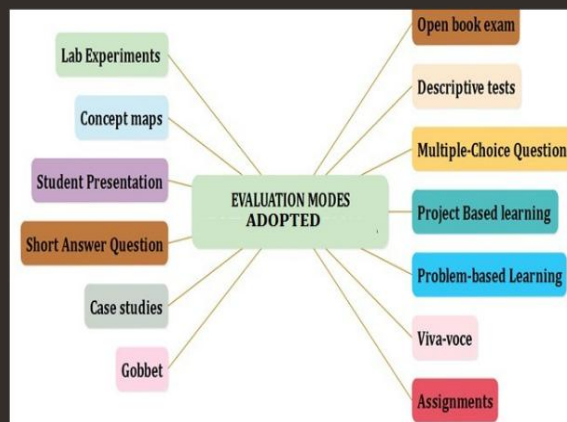 Lab Experiments
Concept maps
Student Presentation
Short Answer Question
Case studies
Gobbet
EVALUATION MODES
ADOPTED
Open book exam
Descriptive tests
Multiple-Choice Question
Project Based learning
Problem-based Learning
Viva-voce
Assignments